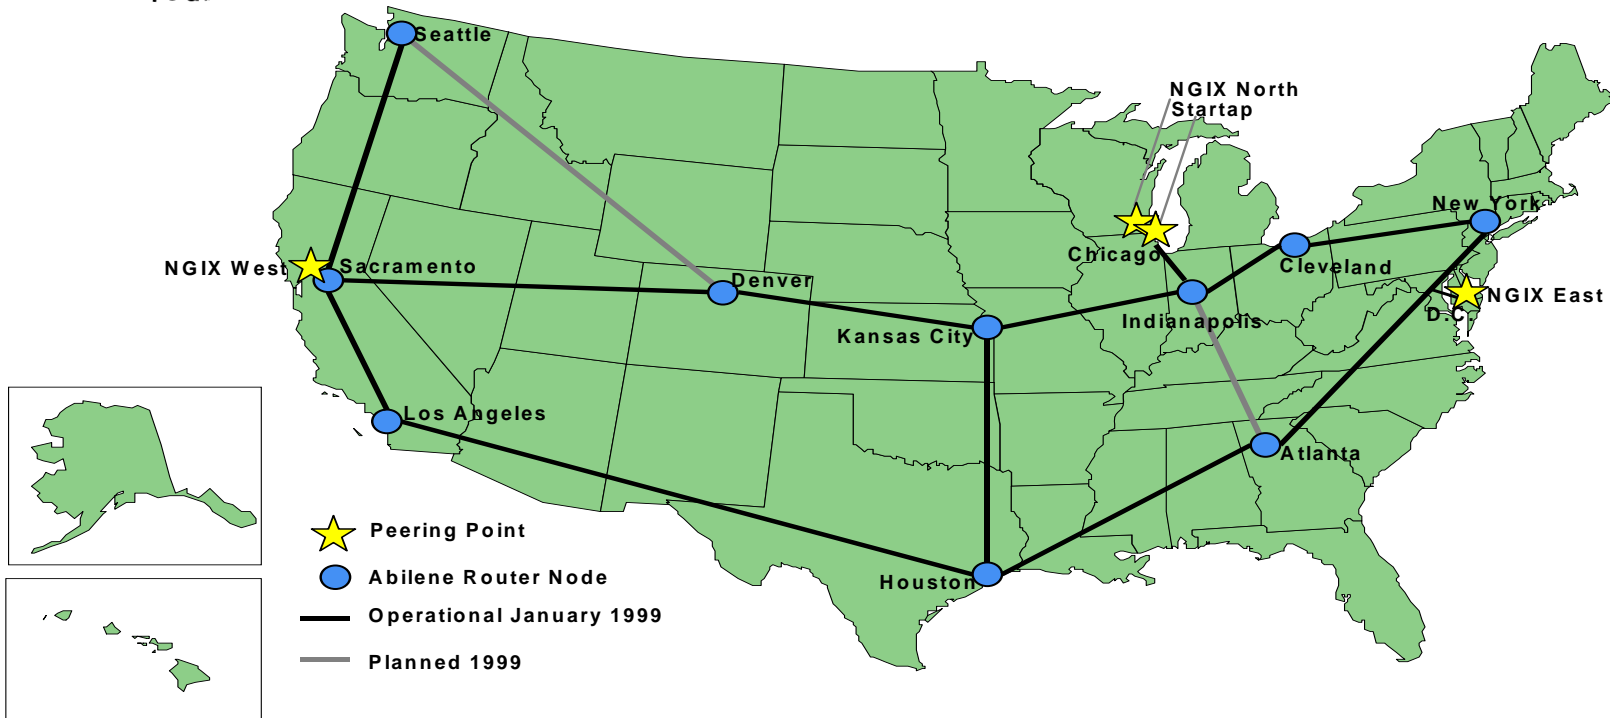 Seattle
NGIX North
Startap
New York
Chicago
Cleveland
NGIX West
Sacramento
Denver
NGIX East
D.C.
Indianapolis
Kansas City
Los Angeles
Atlanta
Peering Point
Abilene Router Node
Houston
Operational January 1999
Planned 1999